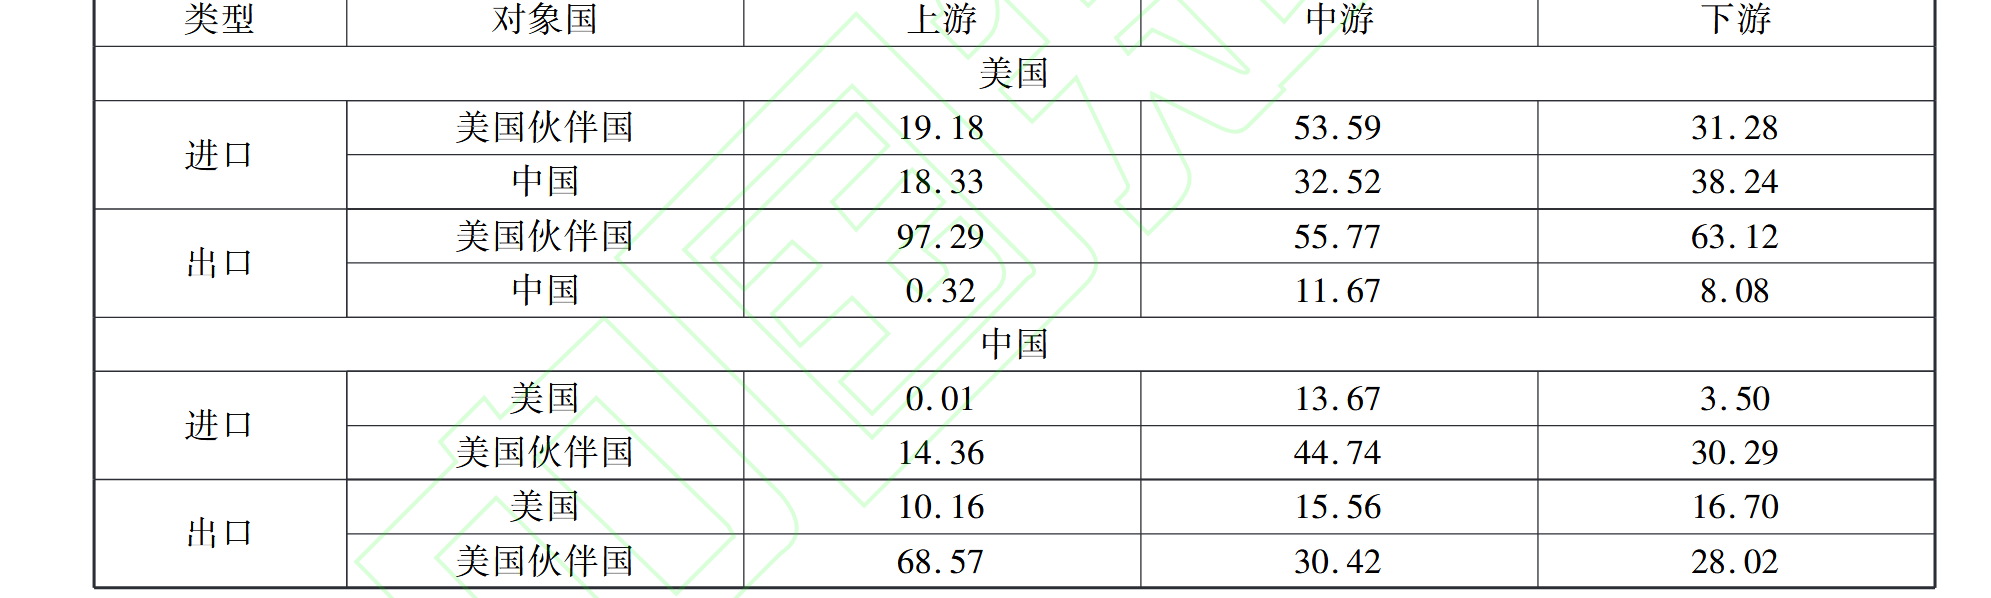 类型 对象国 上游 中游 下游
美国
进口 美国伙伴国 19.18 53.59 31.28
中国 18.33 32.52 38.24
出口 美国伙伴国 97.29 55.77 63.12
中国 0.32 11.67 8.08
中国
进口 美国 0.01 13.67 3.50
美国伙伴国 14.36 44.74 30.29
出口 美国 10.16 15.56 16.70
美国伙伴国 68.57 30.42 28.02